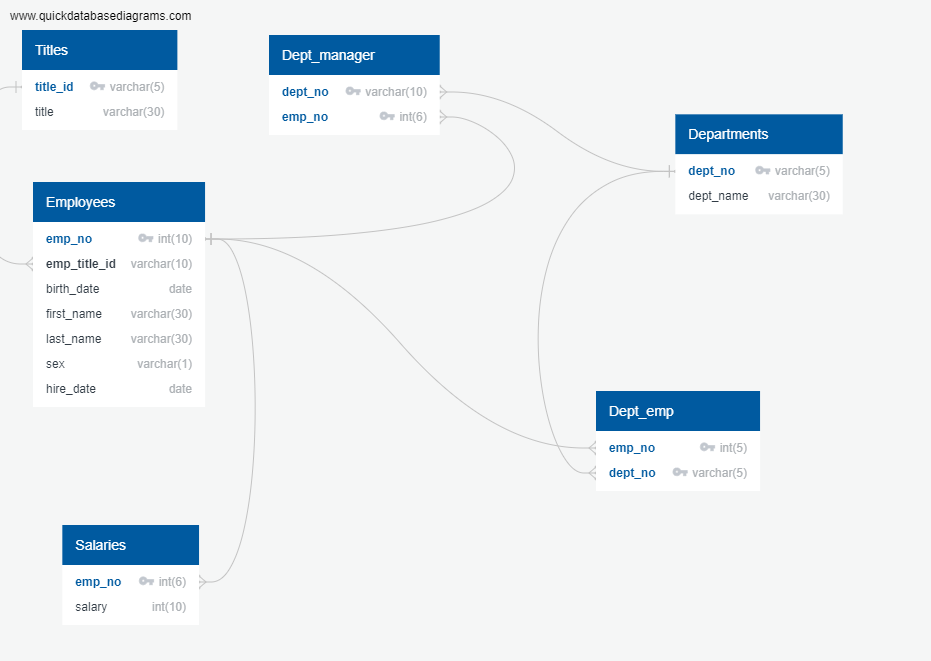 www.quickdatabasediagrams.com
Titles
title_id varchar(5)
title varchar(30)
Dept_manager
dept_no varchar(10)
emp_no int(6)
Departments
dept_no varchar(5)
dept_name varchar(30)
Employees
emp_no int(10)
emp_title_id varchar(10)
birth_date date
first_name varchar(30)
last_name varchar(30)
sex varchar(1)
hire_date date
Dept_emp
emp_no int(5)
dept_no varchar(5)
Salaries
emp_no int(6)
salary int(10)